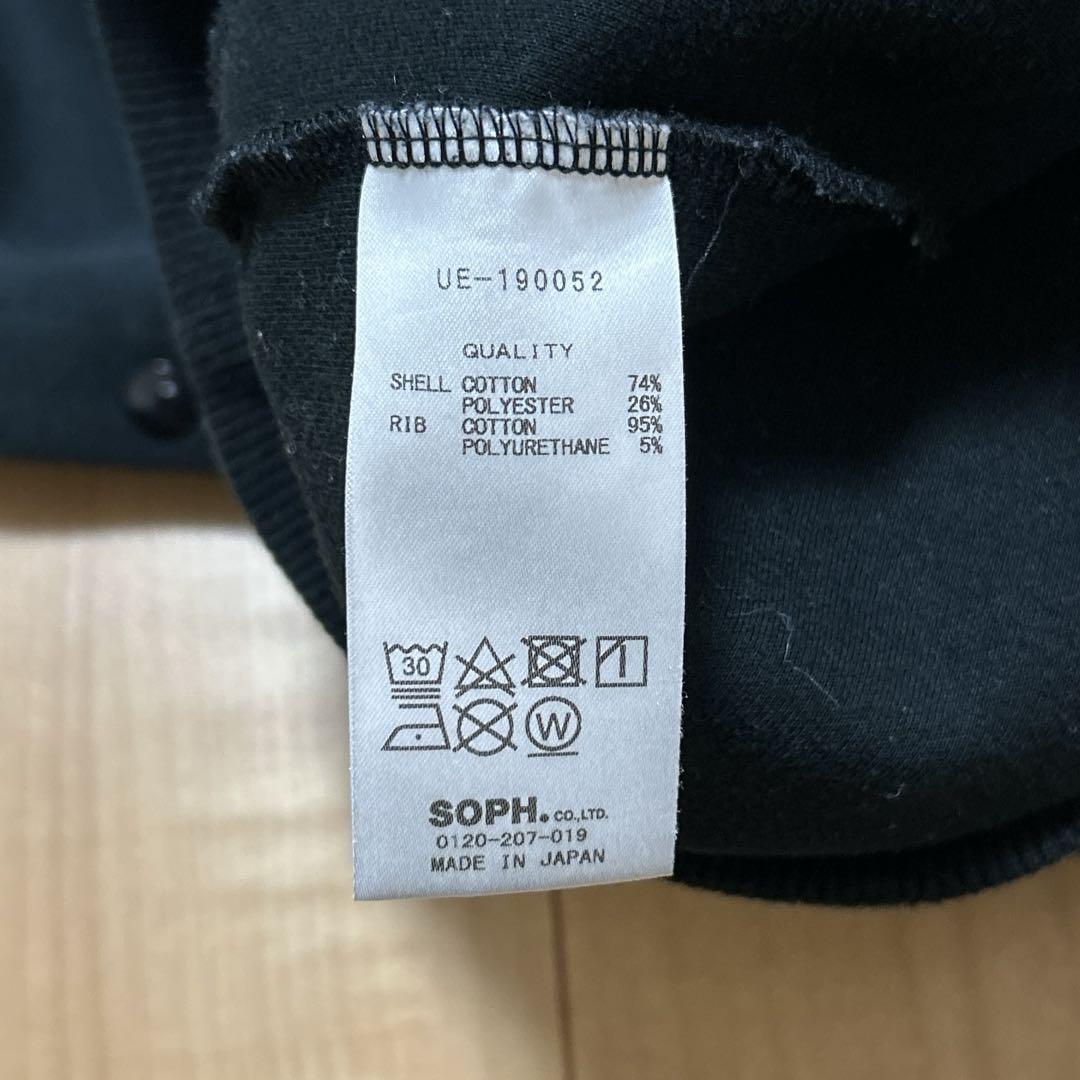 UE-190052
QUALITY
SHELL COTTON 74%
POLYESTER 26%
RIB COTTON 95%
POLYURETHANE 5%
30
W
SOPH. CO.,LTD.
0120-207-019
MADE IN JAPAN